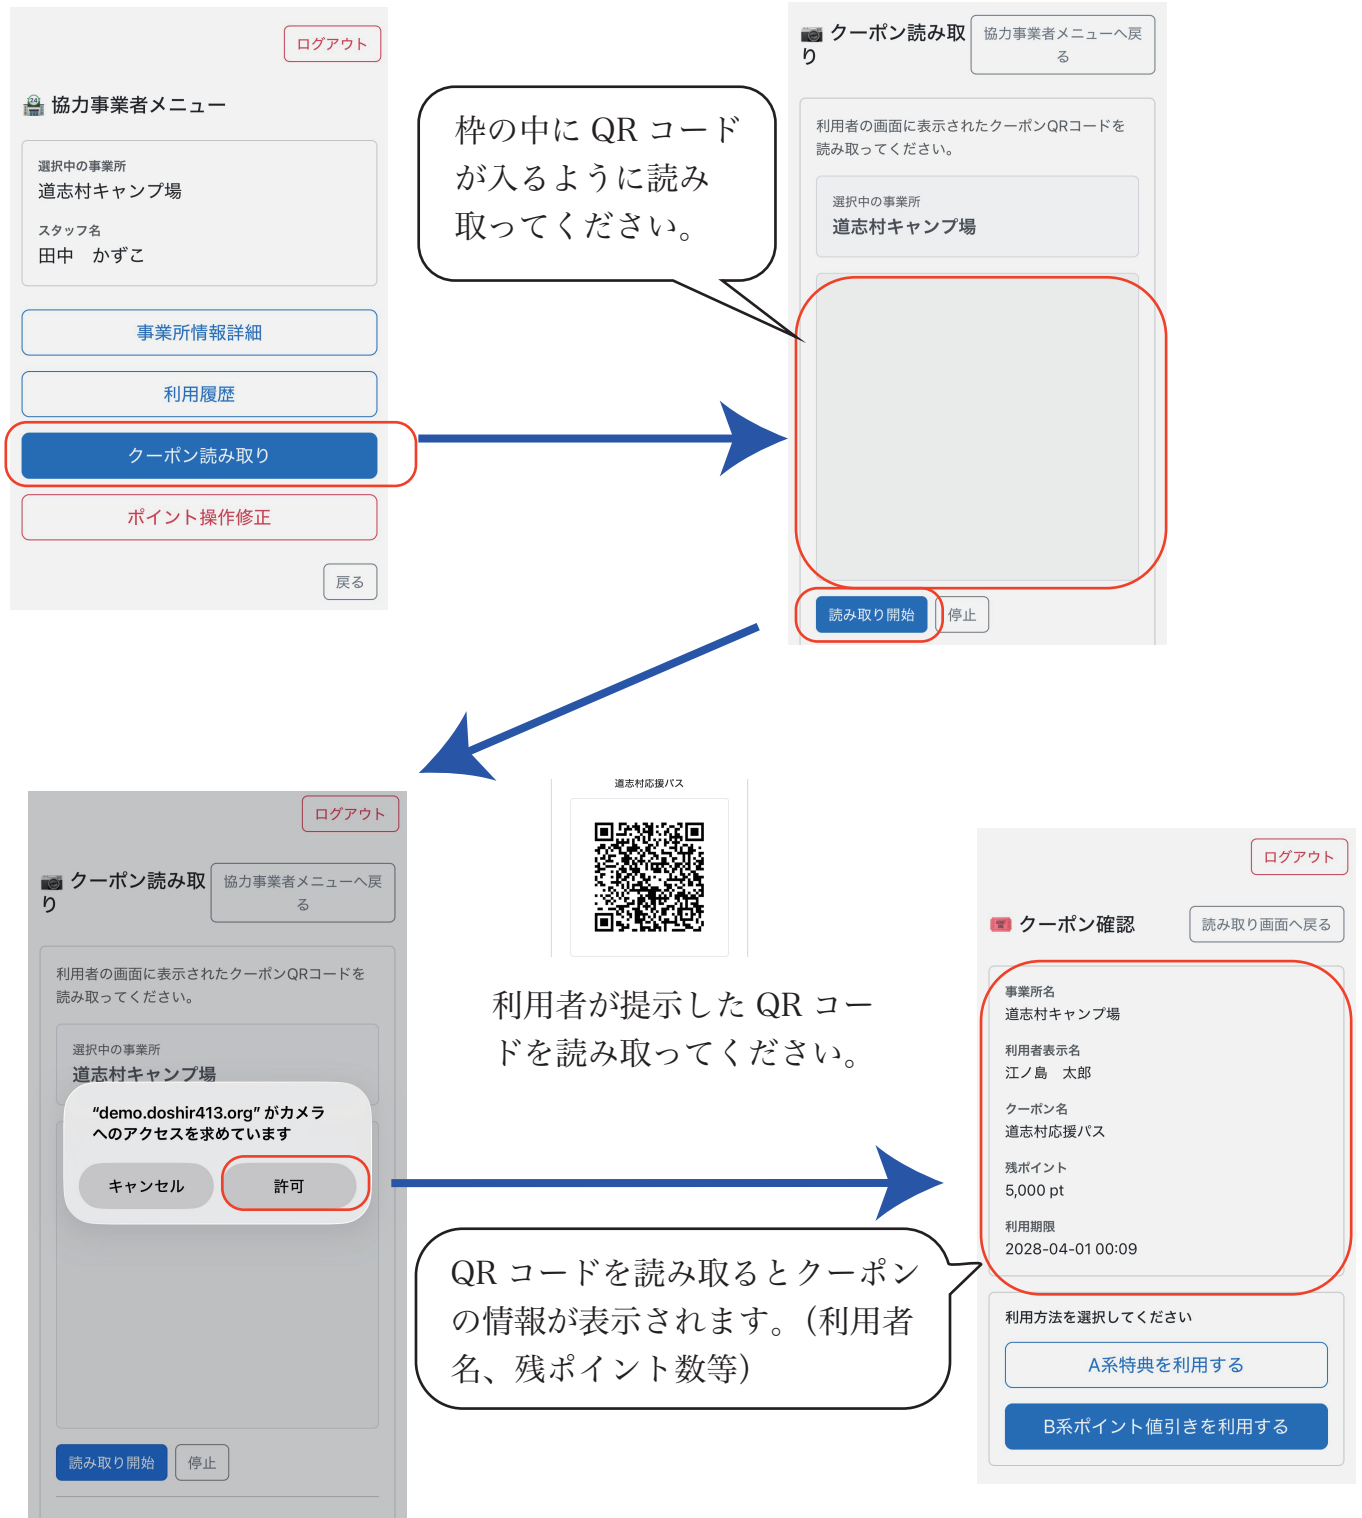 ログアウト
協力事業者メニュー
選択中の事業所
道志村キャンプ場
スタッフ名
田中　かずこ
事業所情報詳細
利用履歴
クーポン読み取り
ポイント操作修正
戻る
枠の中に QR コード
が入るように読み
取ってください。
クーポン読み取
り
協力事業者メニューへ戻
る
利用者の画面に表示されたクーポンQRコードを
読み取ってください。
選択中の事業所
道志村キャンプ場
読み取り開始
停止
ログアウト
クーポン読み取
り
協力事業者メニューへ戻
る
利用者の画面に表示されたクーポンQRコードを
読み取ってください。
選択中の事業所
道志村キャンプ場
“demo.doshir413.org” がカメラ
へのアクセスを求めています
キャンセル
許可
読み取り開始
停止
道志村応援パス
利用者が提示した QR コー
ドを読み取ってください。
QR コードを読み取るとクーポン
の情報が表示されます。（利用者
名、残ポイント数等）
ログアウト
クーポン確認
読み取り画面へ戻る
事業所名
道志村キャンプ場
利用者表示名
江ノ島　太郎
クーポン名
道志村応援パス
残ポイント
5,000 pt
利用期限
2028-04-01 00:09
利用方法を選択してください
A系特典を利用する
B系ポイント値引きを利用する